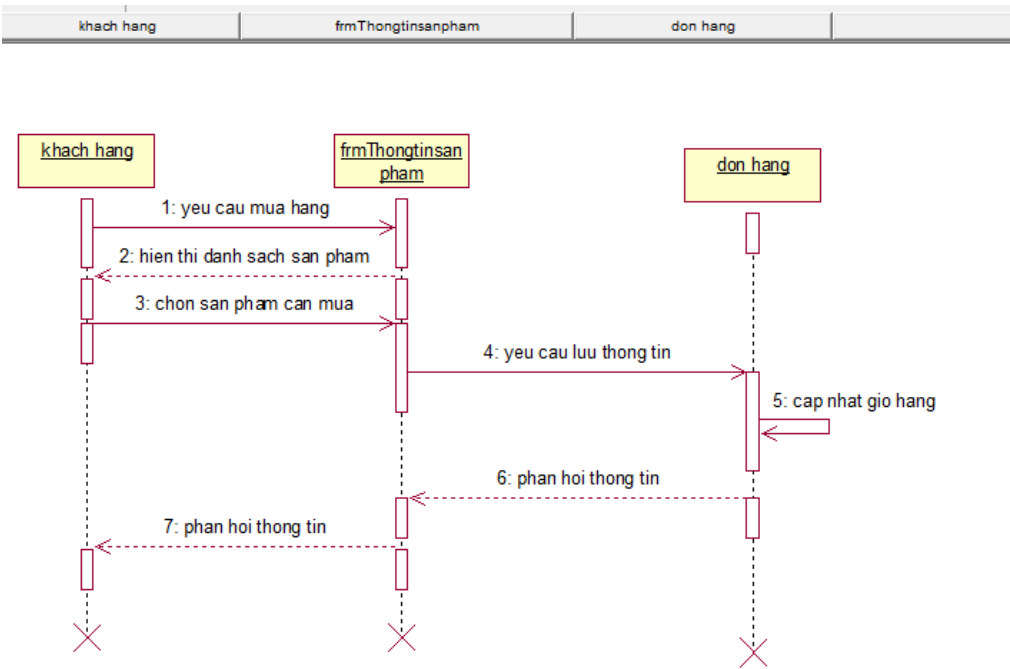 khach hang
frmThongtinsanpham
don hang
khach hang
frmThongtinsan
pham
don hang
1: yeu cau mua hang
2: hien thi danh sach san pham
3: chon san pham can mua
4: yeu cau luu thong tin
5: cap nhat gio hang
6: phan hoi thong tin
7: phan hoi thong tin